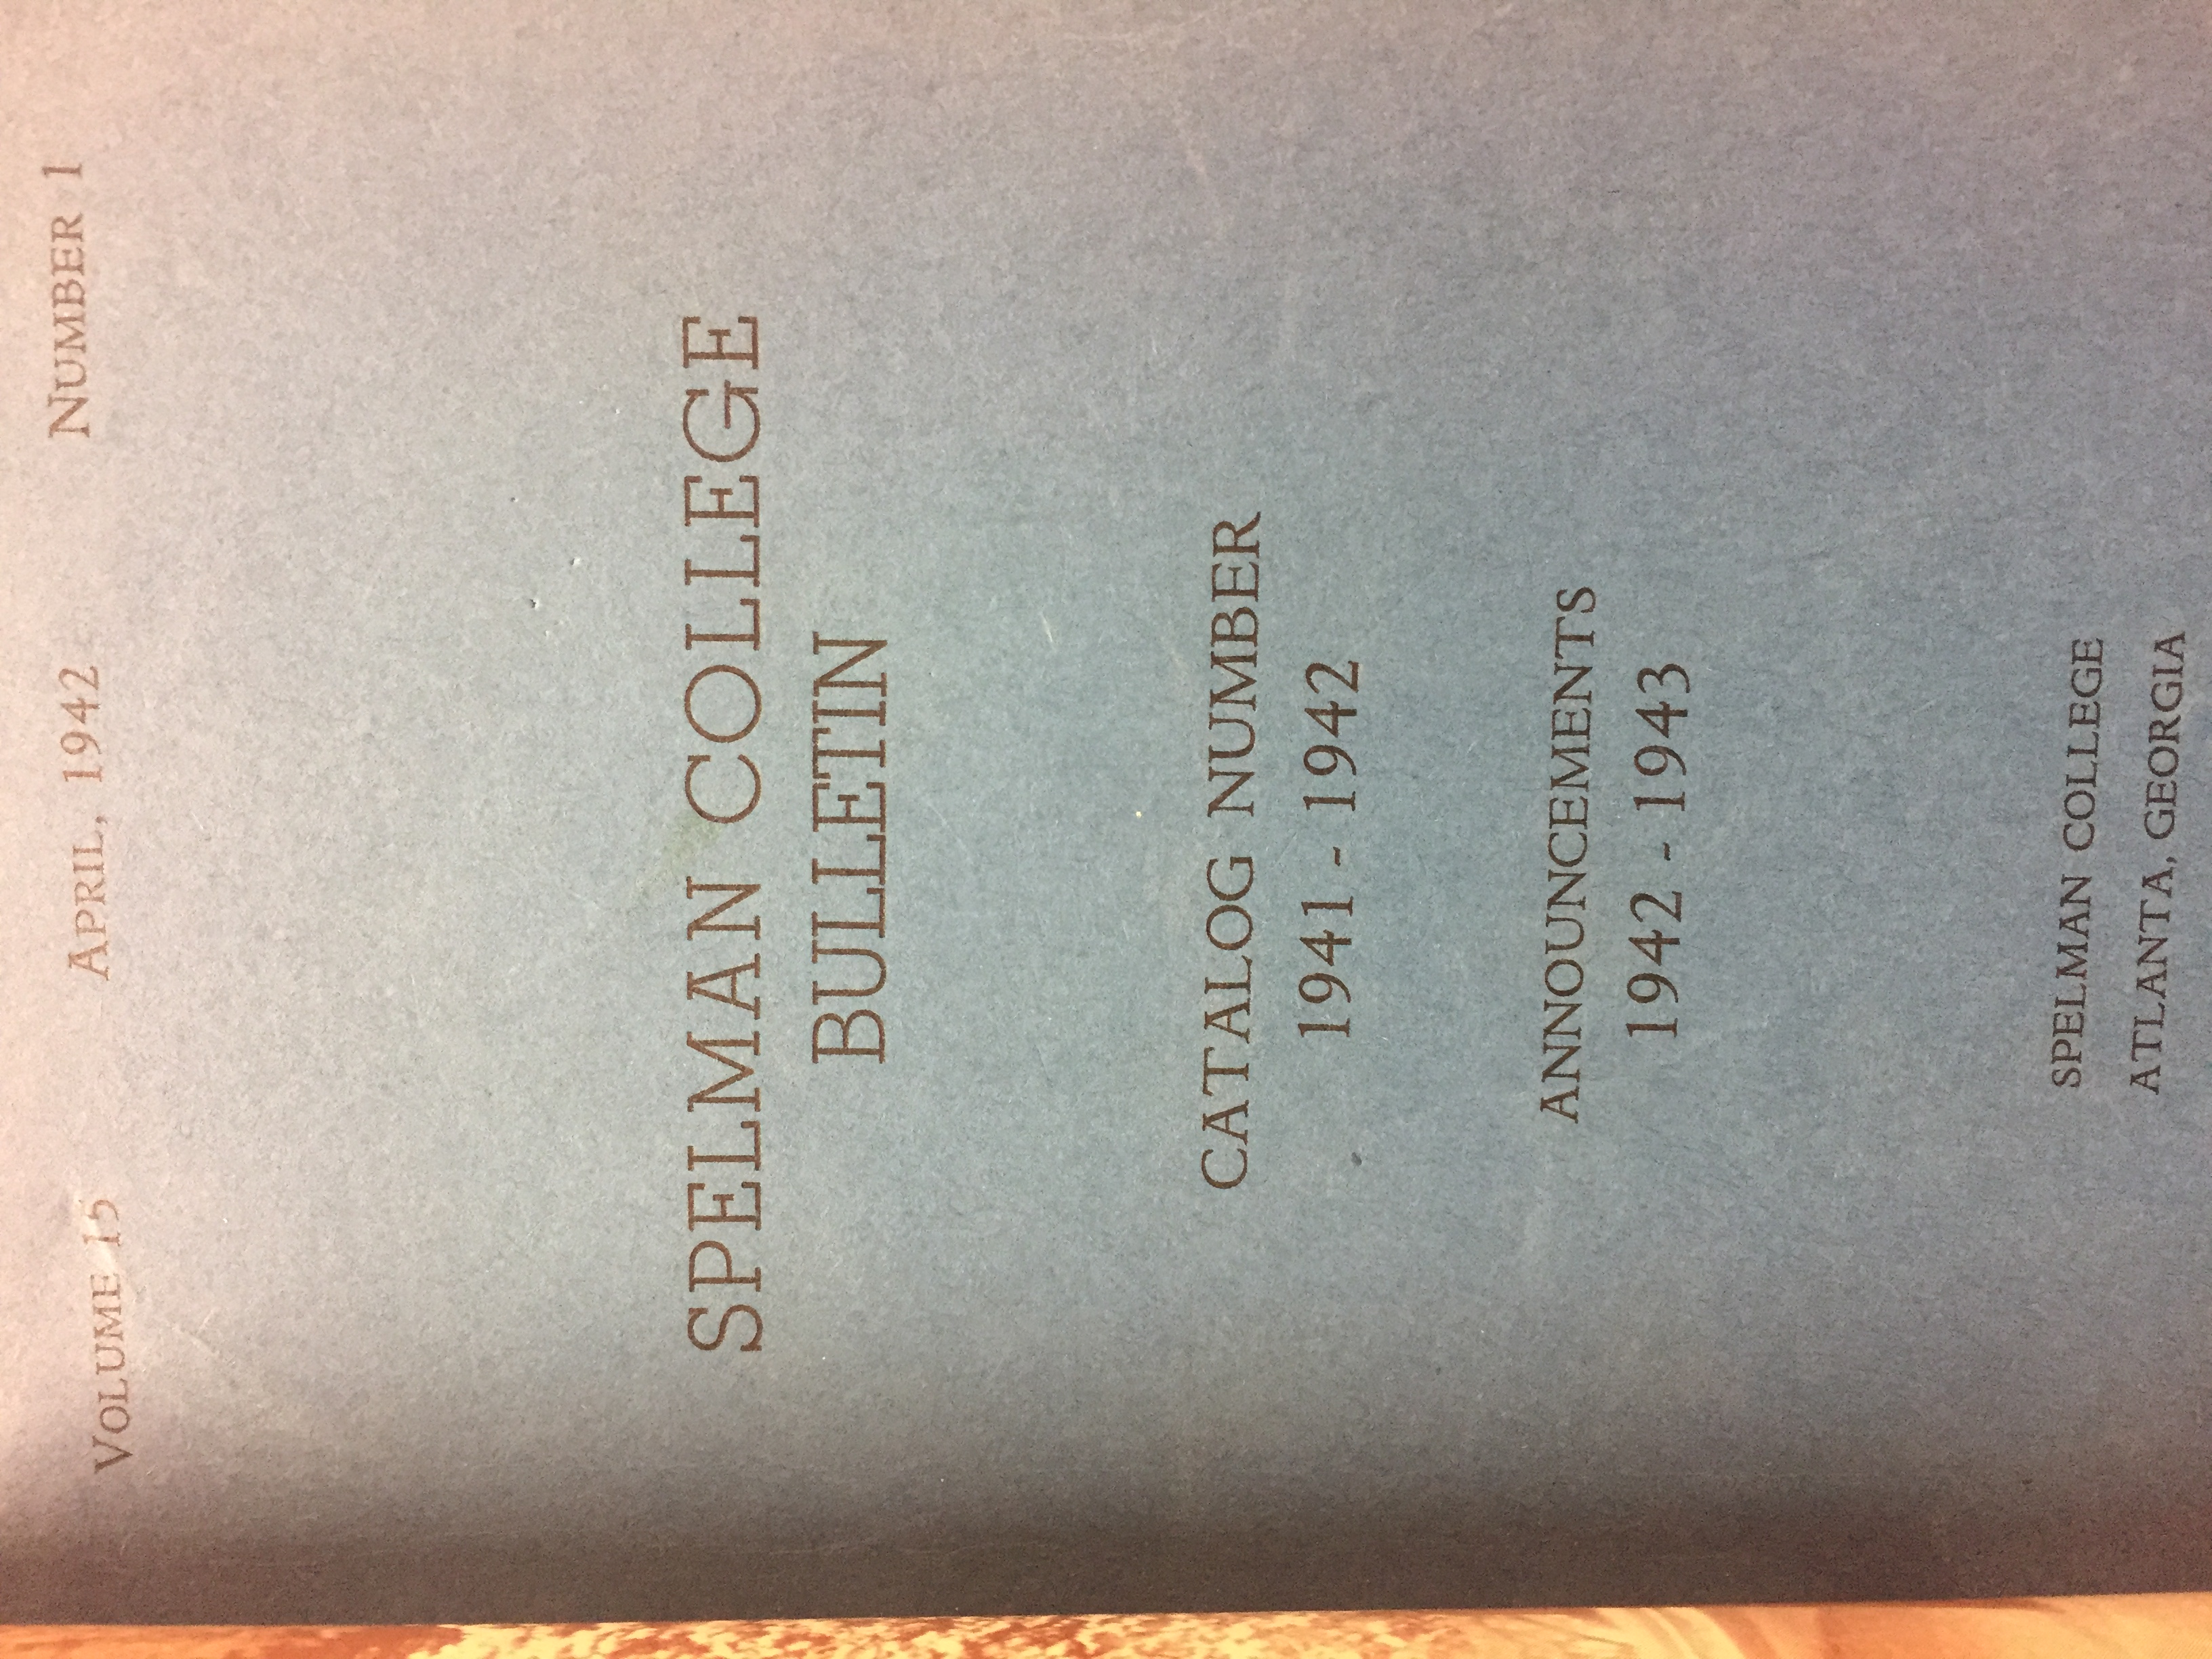 VOLUME 15 APRIL, 1942 NUMBER 1
SPELMAN COLLEGE
BULLETIN
CATALOG NUMBER
1941 - 1942
ANNOUNCEMENTS
1942 - 1943
SPELMAN COLLEGE
ATLANTA, GEORGIA